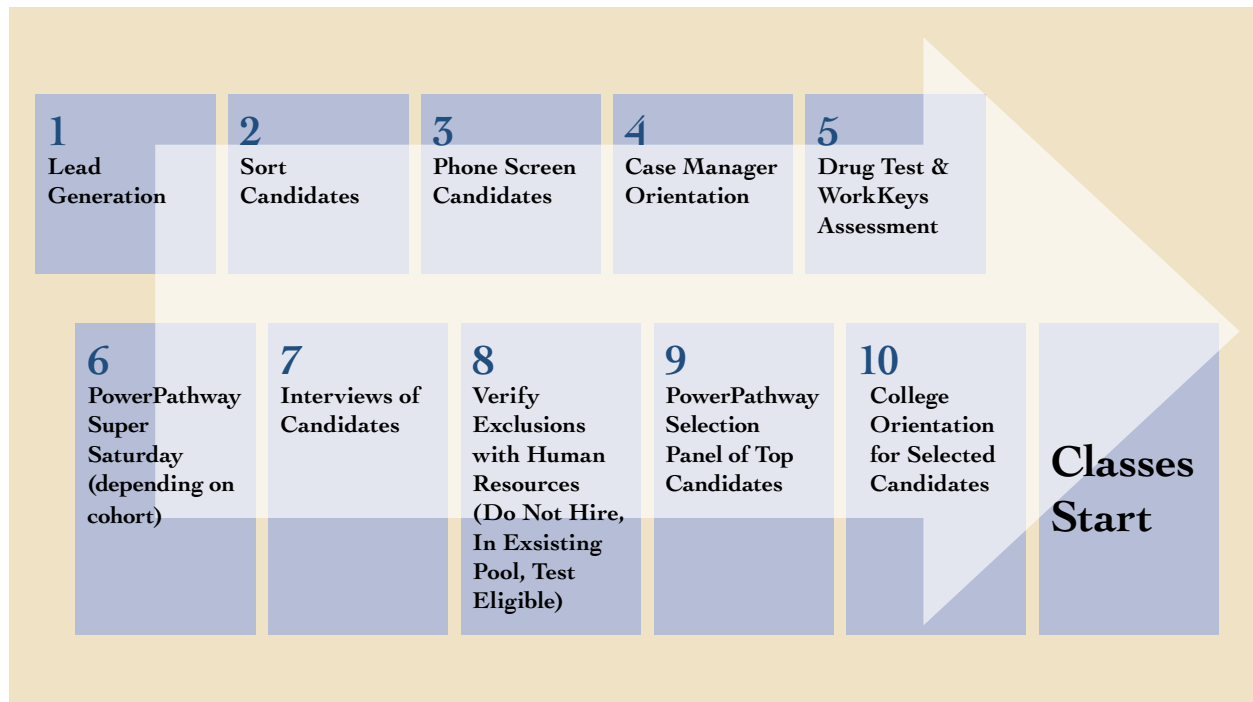 1
Lead
Generation
2
Sort
Candidates
3
Phone Screen
Candidates
4
Case Manager
Orientation
5
Drug Test &
WorkKeys
Assessment
6
PowerPathway
Super
Saturday
(depending on
cohort)
7
Interviews of
Candidates
8
Verify
Exclusions
with Human
Resources
(Do Not Hire,
In Exsisting
Pool, Test
Eligible)
9
PowerPathway
Selection
Panel of Top
Candidates
10
College
Orientation
for Selected
Candidates
Classes
Start